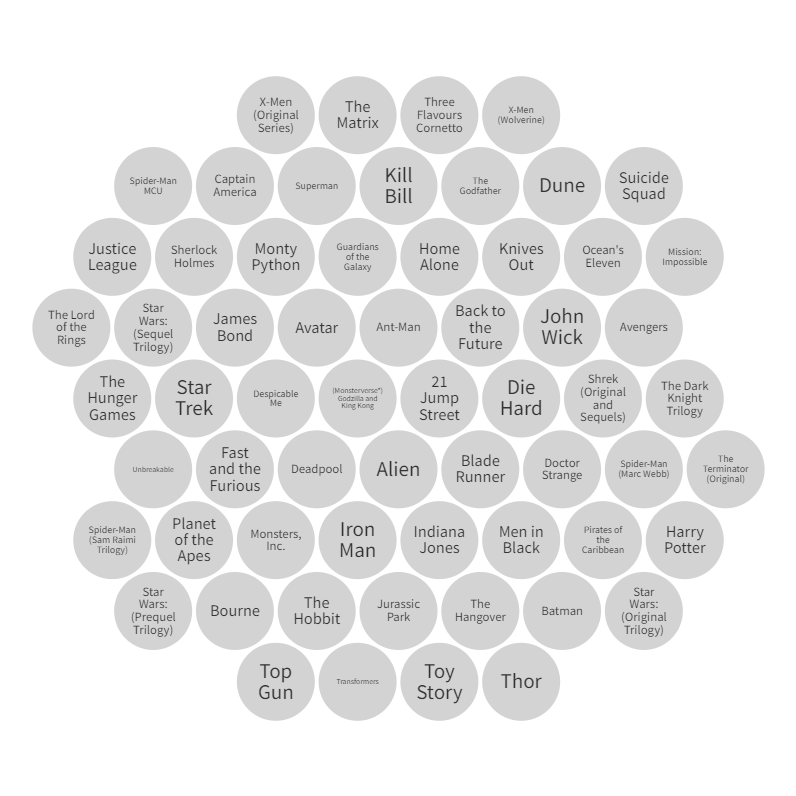 X-Men
(Original
Series)
The
Matrix
Three
Flavours
Cornetto
X-Men
(Wolverine)
Spider-Man
MCU
Captain
America
Superman
Kill
Bill
The
Godfather
Dune
Suicide
Squad
Justice
League
Sherlock
Holmes
Monty
Python
Guardians
of the
Galaxy
Home
Alone
Knives
Out
Ocean's
Eleven
Mission:
Impossible
The Lord
of the
Rings
Star
Wars:
(Sequel
Trilogy)
James
Bond
Avatar
Ant-Man
Back to
the
Future
John
Wick
Avengers
The
Hunger
Games
Star
Trek
Despicable
Me
(Monsterverse*)
Godzilla and
King Kong
21
Jump
Street
Die
Hard
Shrek
(Original
and
Sequels)
The Dark
Knight
Trilogy
Unbreakable
Fast
and the
Furious
Deadpool
Alien
Blade
Runner
Doctor
Strange
Spider-Man
(Marc Webb)
The
Terminator
(Original)
Spider-Man
(Sam Raimi
Trilogy)
Planet
of the
Apes
Monsters,
Inc.
Iron
Man
Indiana
Jones
Men in
Black
Pirates of
the
Caribbean
Harry
Potter
Star
Wars:
(Prequel
Trilogy)
Bourne
The
Hobbit
Jurassic
Park
The
Hangover
Batman
Star
Wars:
(Original
Trilogy)
Top
Gun
Transformers
Toy
Story
Thor